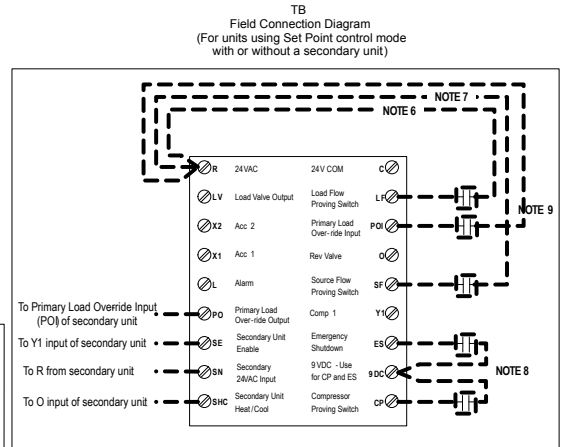 TB
Field Connection Diagram
(For units using Set Point control mode
with or without a secondary unit)
NOTE 7
NOTE 6
R 24VAC 24V COM C
LV Load Valve Output Load Flow Proving Switch LF
NOTE 9
X2 Acc 2 Primary Load Over-ride Input POI
X1 Acc 1 Rev Valve O
L Alarm Source Flow Proving Switch SF
To Primary Load Override Input
(POI) of secondary unit
PO Primary Load Over-ride Output Comp 1 Y1
To Y1 input of secondary unit SE Secondary Unit Enable Emergency Shutdown ES
To R from secondary unit SN Secondary 24VAC Input 9 VDC - Use for CP and ES 9 DC NOTE 8
To O input of secondary unit SHC Secondary Unit Heat/Cool Compressor Proving Switch CP